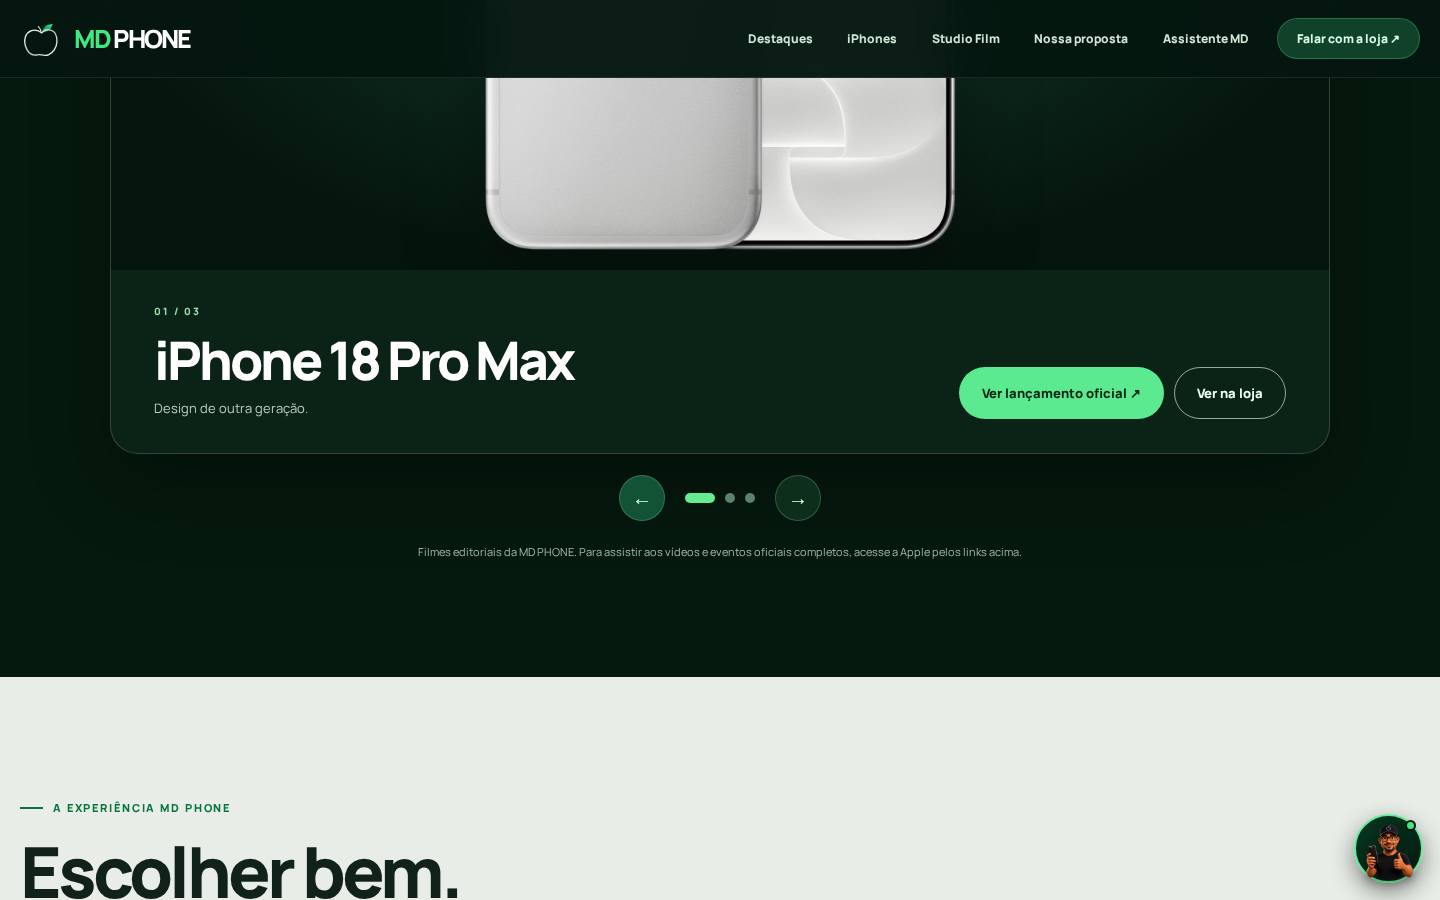 MD PHONE
Destaques
iPhones
Studio Film
Nossa proposta
Assistente MD
Falar com a loja ↗
01 / 03
iPhone 18 Pro Max
Design de outra geração.
Ver lançamento oficial ↗
Ver na loja
← →
Filmes editoriais da MD PHONE. Para assistir aos vídeos e eventos oficiais completos, acesse a Apple pelos links acima.
A EXPERIÊNCIA MD PHONE
Escolher bem.